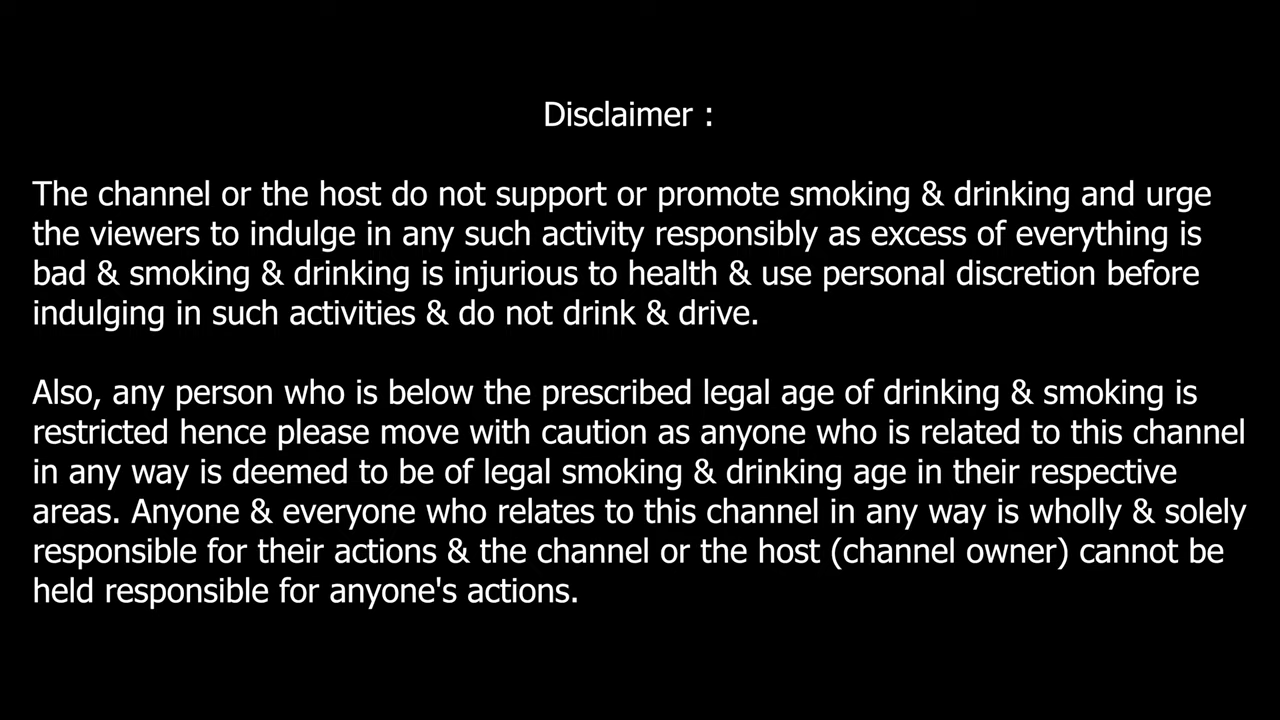 Disclaimer :
The channel or the host do not support or promote smoking & drinking and urge
the viewers to indulge in any such activity responsibly as excess of everything is
bad & smoking & drinking is injurious to health & use personal discretion before
indulging in such activities & do not drink & drive.
Also, any person who is below the prescribed legal age of drinking & smoking is
restricted hence please move with caution as anyone who is related to this channel
in any way is deemed to be of legal smoking & drinking age in their respective
areas. Anyone & everyone who relates to this channel in any way is wholly & solely
responsible for their actions & the channel or the host (channel owner) cannot be
held responsible for anyone's actions.